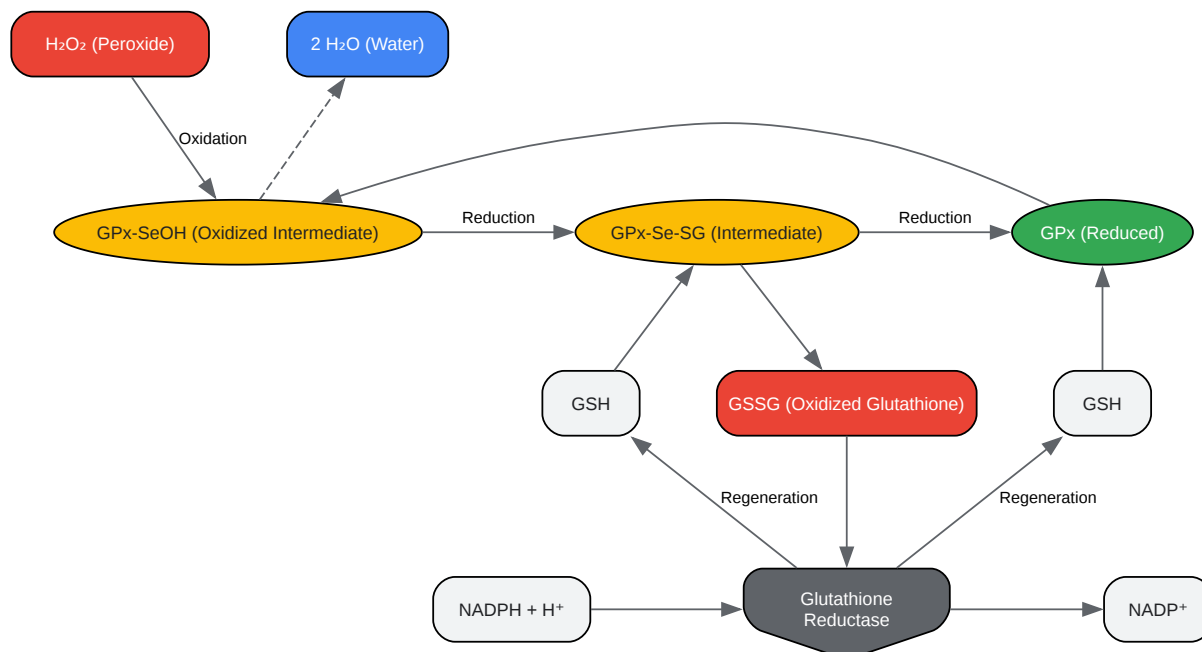 H₂O₂ (Peroxide)
2 H₂O (Water)
Oxidation
GPx-SeOH (Oxidized Intermediate)
Reduction
GPx-Se-SG (Intermediate)
Reduction
GPx (Reduced)
GSH
GSSG (Oxidized Glutathione)
GSH
Regeneration
Regeneration
NADPH + H⁺
Glutathione
Reductase
NADP⁺